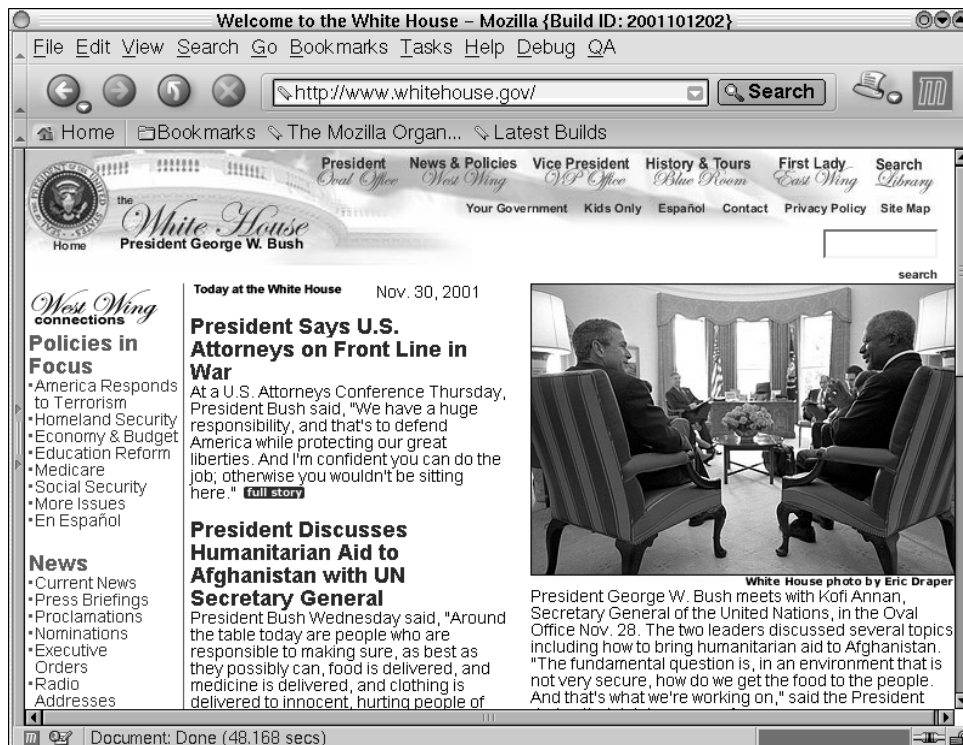 Welcome to the White House – Mozilla {Build ID: 2001101202}
File Edit View Search Go Bookmarks Tasks Help Debug QA
http://www.whitehouse.gov/
Search
Home Bookmarks The Mozilla Organ... Latest Builds
President News & Policies Vice President History & Tours First Lady Search
Oval Office West Wing VP Office Blue Room East Wing Library
Your Government Kids Only Español Contact Privacy Policy Site Map
the
White House
President George W. Bush
Home
search
West Wing
connections
Policies in
Focus
•America Responds
to Terrorism
•Homeland Security
•Economy & Budget
•Education Reform
•Medicare
•Social Security
•More Issues
•En Español
News
•Current News
•Press Briefings
•Proclamations
•Nominations
•Executive
Orders
•Radio
Addresses
Today at the White House Nov. 30, 2001
President Says U.S.
Attorneys on Front Line in
War
At a U.S. Attorneys Conference Thursday,
President Bush said, "We have a huge
responsibility, and that's to defend
America while protecting our great
liberties. And I'm confident you can do the
job; otherwise you wouldn't be sitting
here." full story
President Discusses
Humanitarian Aid to
Afghanistan with UN
Secretary General
President Bush Wednesday said, "Around
the table today are people who are
responsible to making sure, as best as
they possibly can, food is delivered, and
medicine is delivered, and clothing is
delivered to innocent, hurting people of
White House photo by Eric Draper
President George W. Bush meets with Kofi Annan,
Secretary General of the United Nations, in the Oval
Office Nov. 28. The two leaders discussed several topics
including how to bring humanitarian aid to Afghanistan.
"The fundamental question is, in an environment that is
not very secure, how do we get the food to the people.
And that's what we're working on," said the President
Document: Done (48.168 secs)